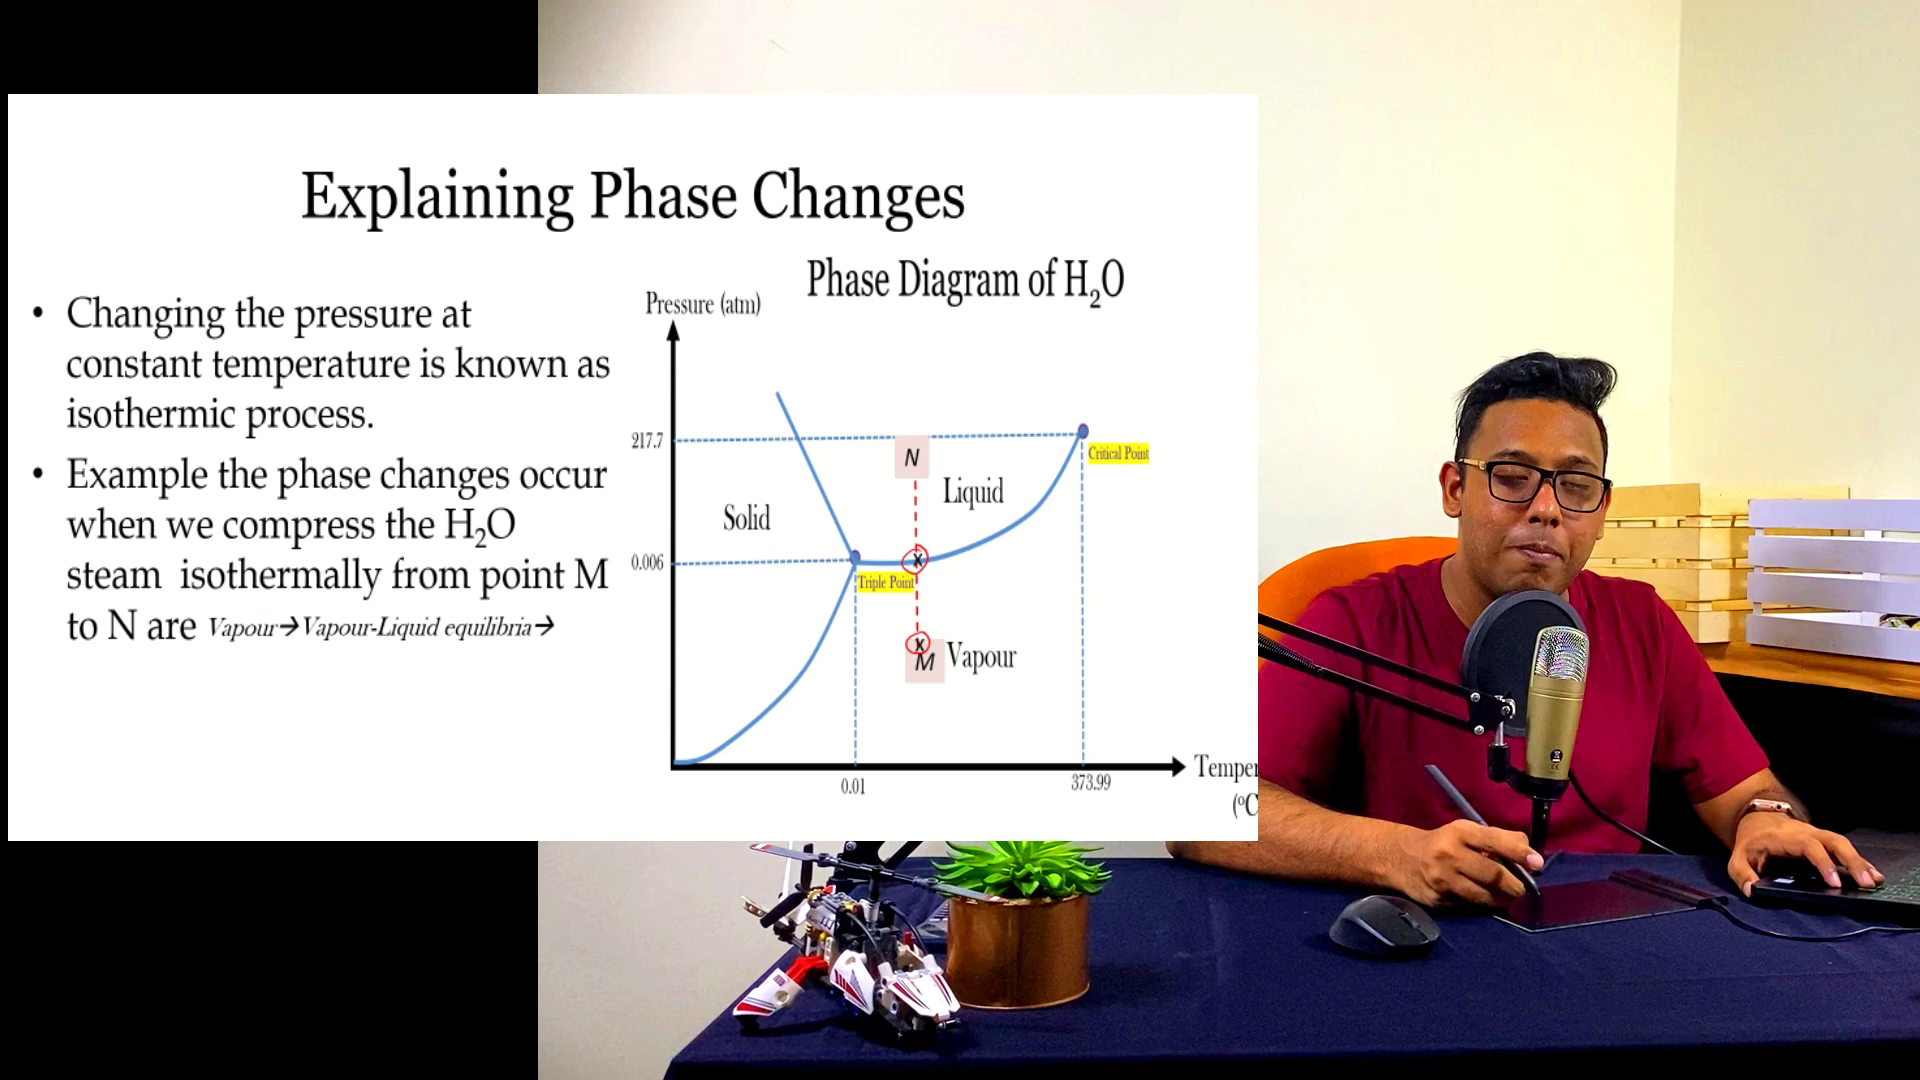 Explaining Phase Changes
• Changing the pressure at
constant temperature is known as
isothermic process.
• Example the phase changes occur
when we compress the H₂O
steam isothermally from point M
to N are Vapour→Vapour-Liquid equilibria→
Phase Diagram of H₂O
Pressure (atm)
217.7
N
Critical Point
Liquid
Solid
0.006
x
Triple Point
x
M
Vapour
0.01
373.99
Temper
(ºC